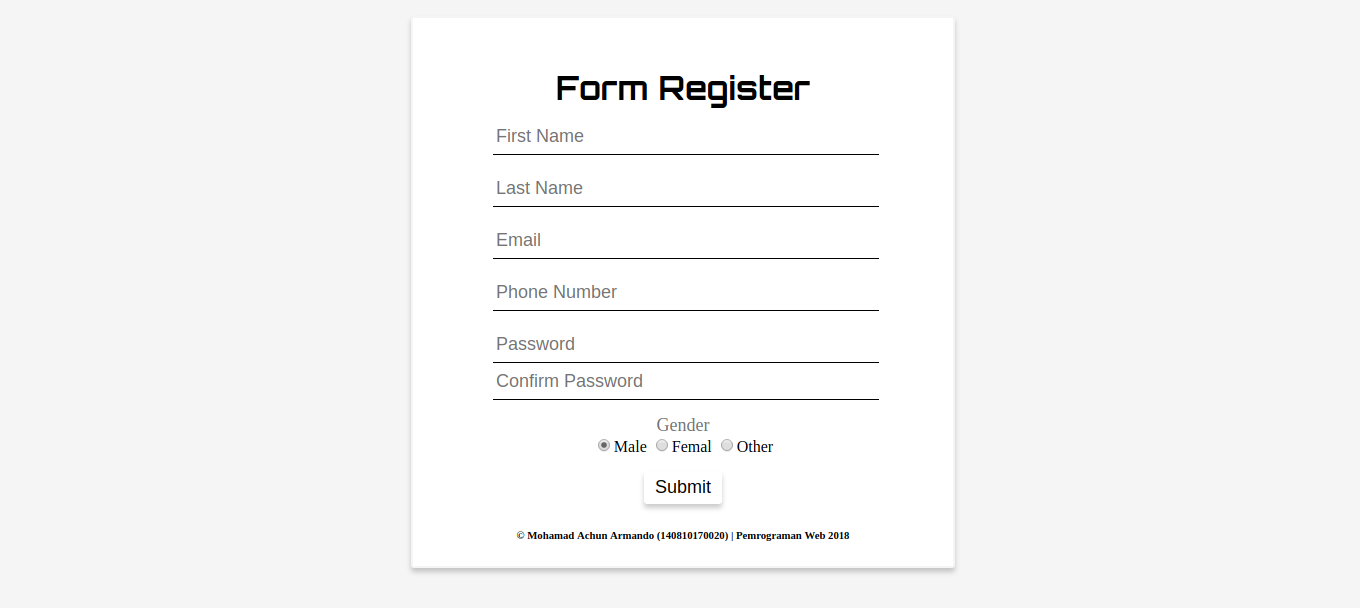 Form Register
First Name
Last Name
Email
Phone Number
Password
Confirm Password
Gender
Male Femal Other
Submit
© Mohamad Achun Armando (140810170020) | Pemrograman Web 2018